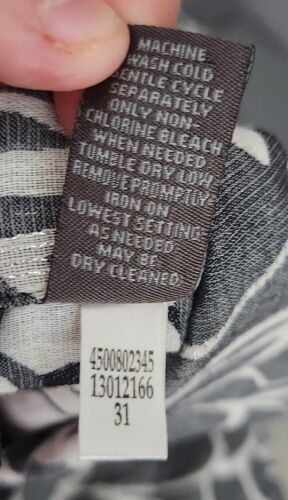 MACHINE
WASH COLD
GENTLE CYCLE
SEPARATELY
ONLY NON-
CHLORINE BLEACH
WHEN NEEDED
TUMBLE DRY LOW
REMOVE PROMPTLY
IRON ON
LOWEST SETTING
AS NEEDED
MAY BE
DRY CLEANED
4500802345
13012166
31